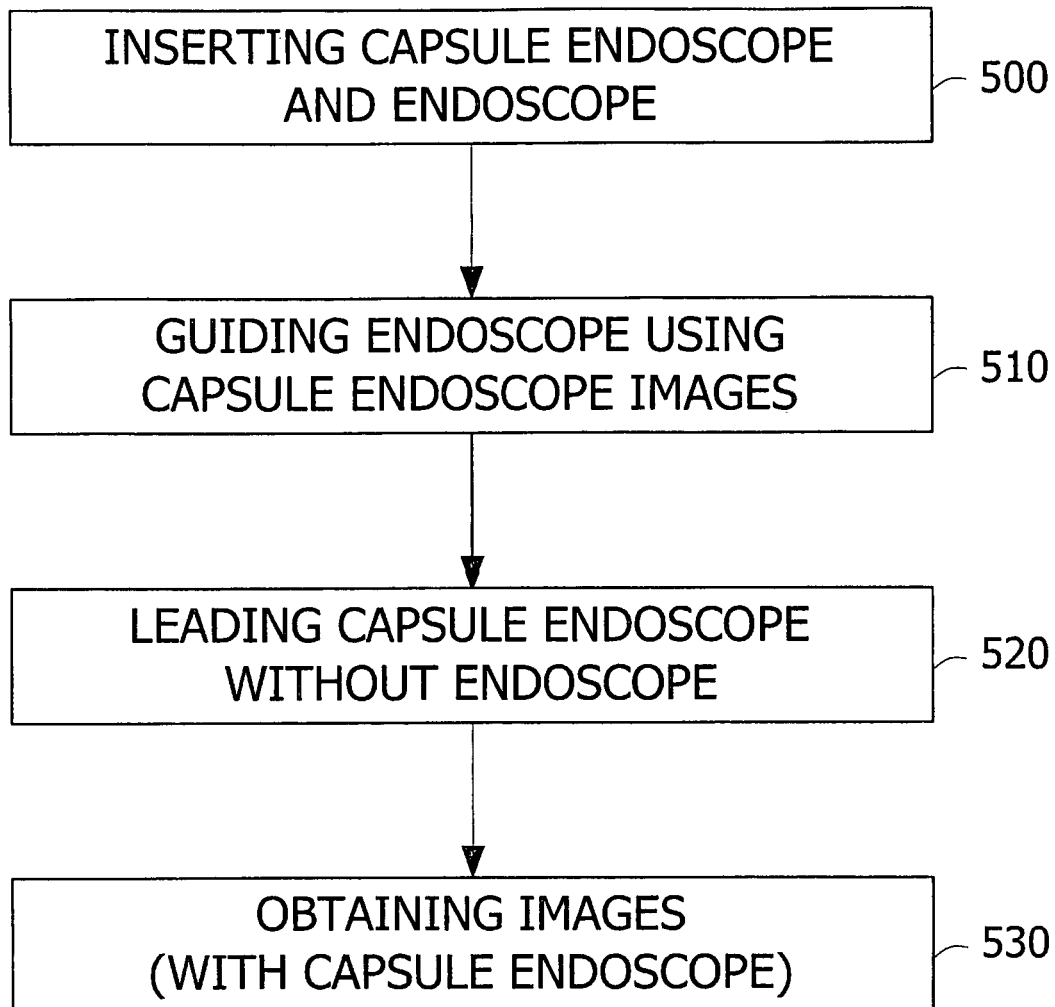 INSERTING CAPSULE ENDOSCOPE
AND ENDOSCOPE
500
GUIDING ENDOSCOPE USING
CAPSULE ENDOSCOPE IMAGES
510
LEADING CAPSULE ENDOSCOPE
WITHOUT ENDOSCOPE
520
OBTAINING IMAGES
(WITH CAPSULE ENDOSCOPE)
530